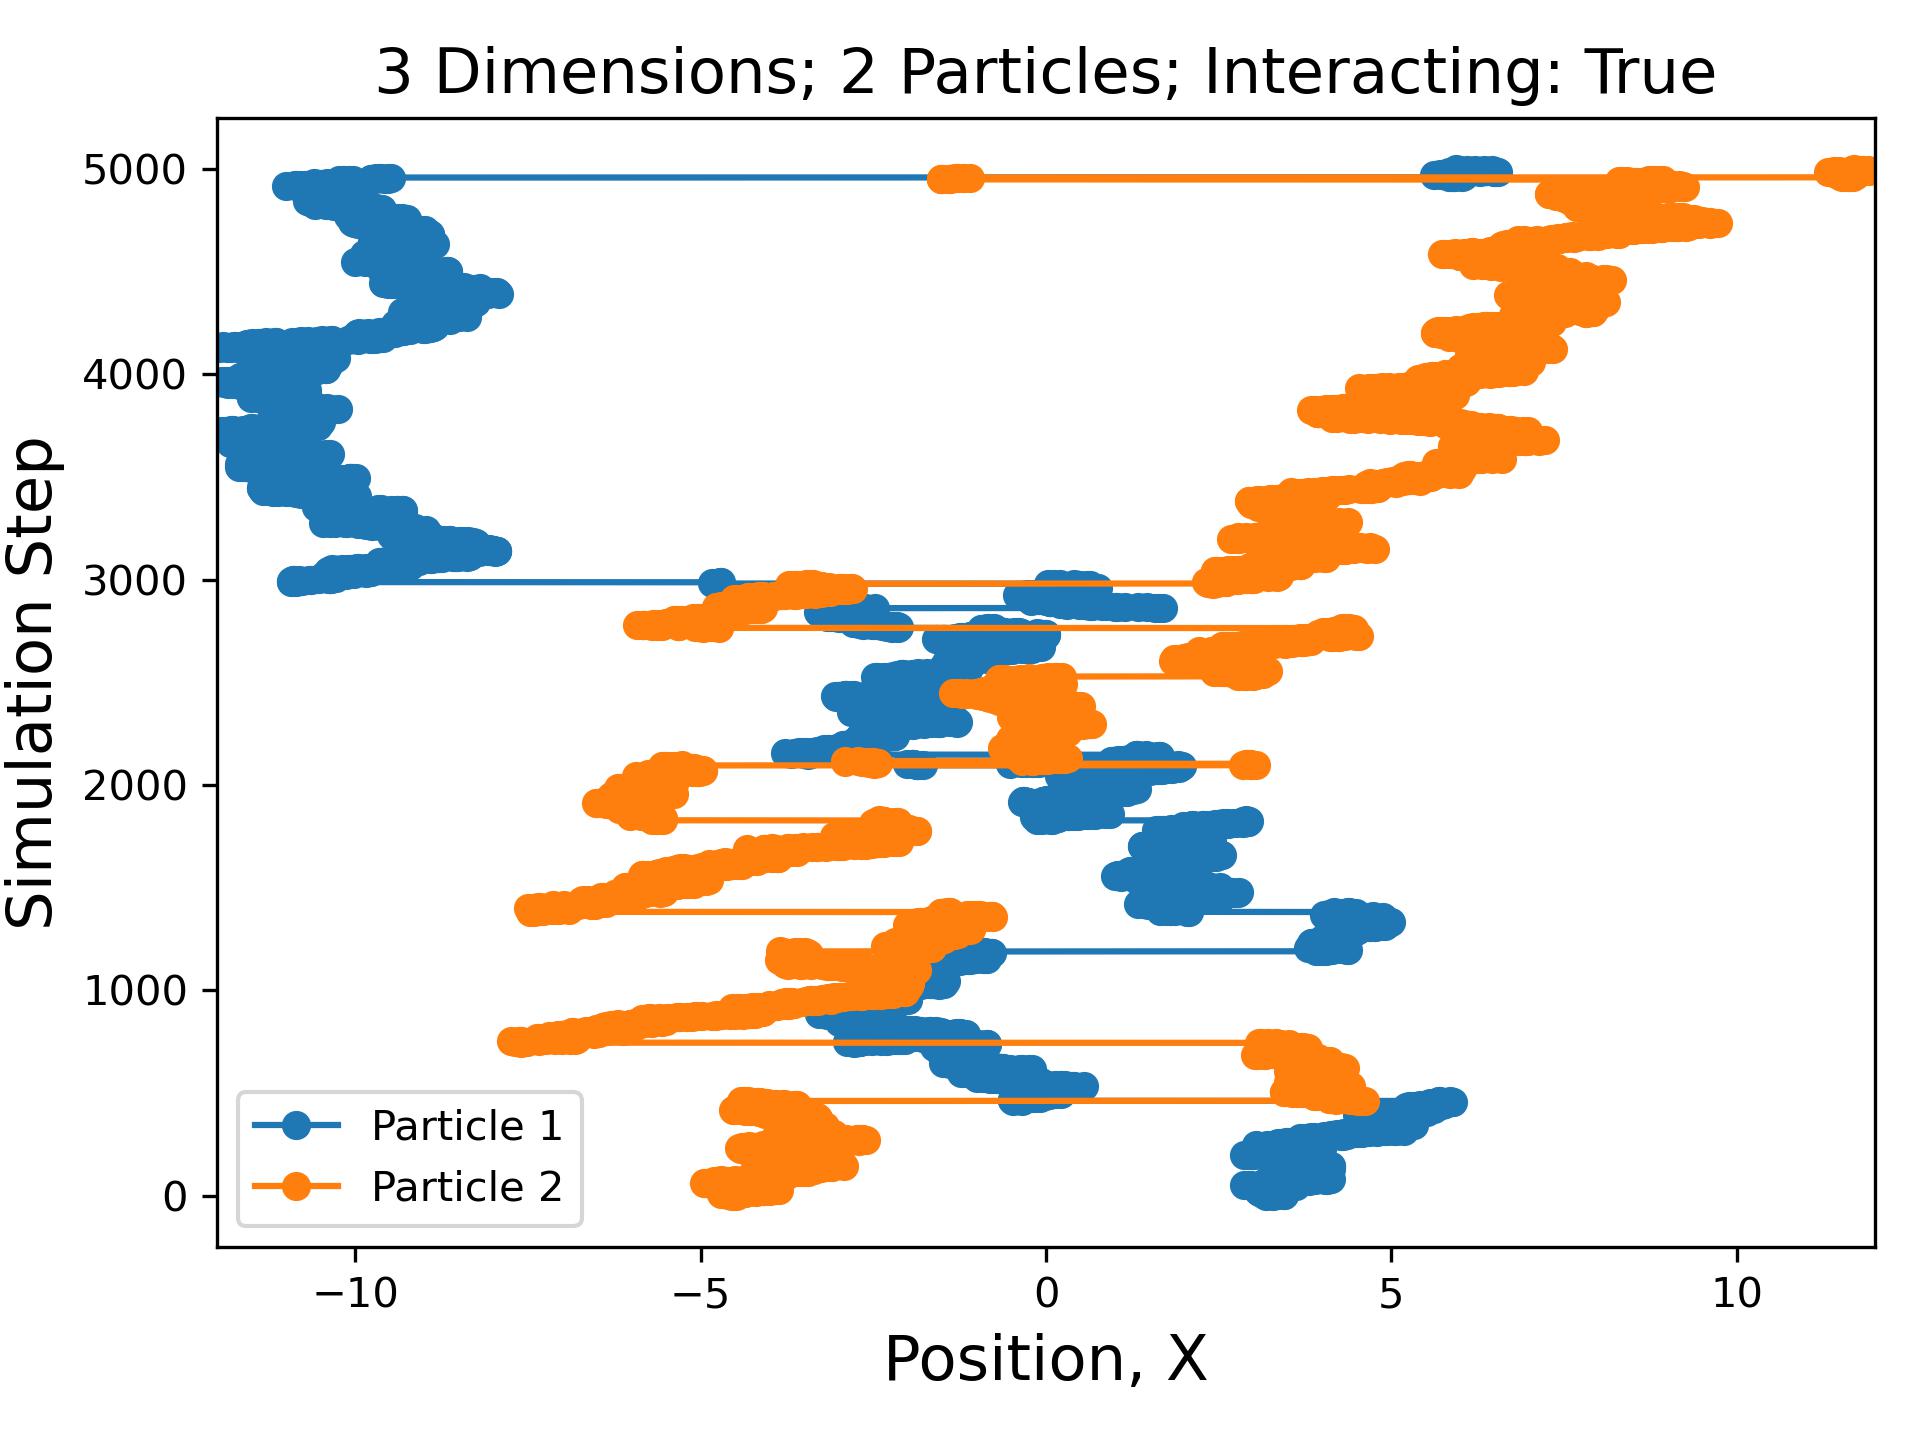 3 Dimensions; 2 Particles; Interacting: True
5000
4000
3000
2000
1000
0
Simulation Step
Particle 1
Particle 2
−10
−5
0
5
10
Position, X